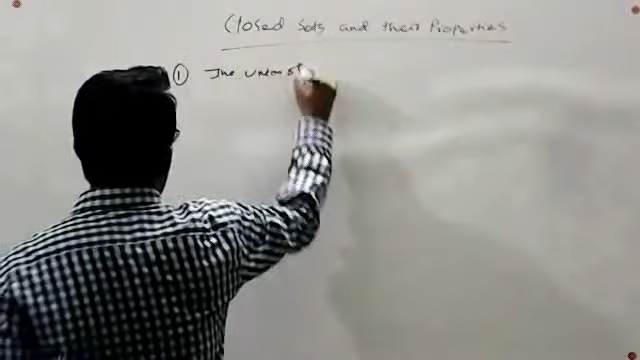 Closed Sets and their Properties
① The Union of